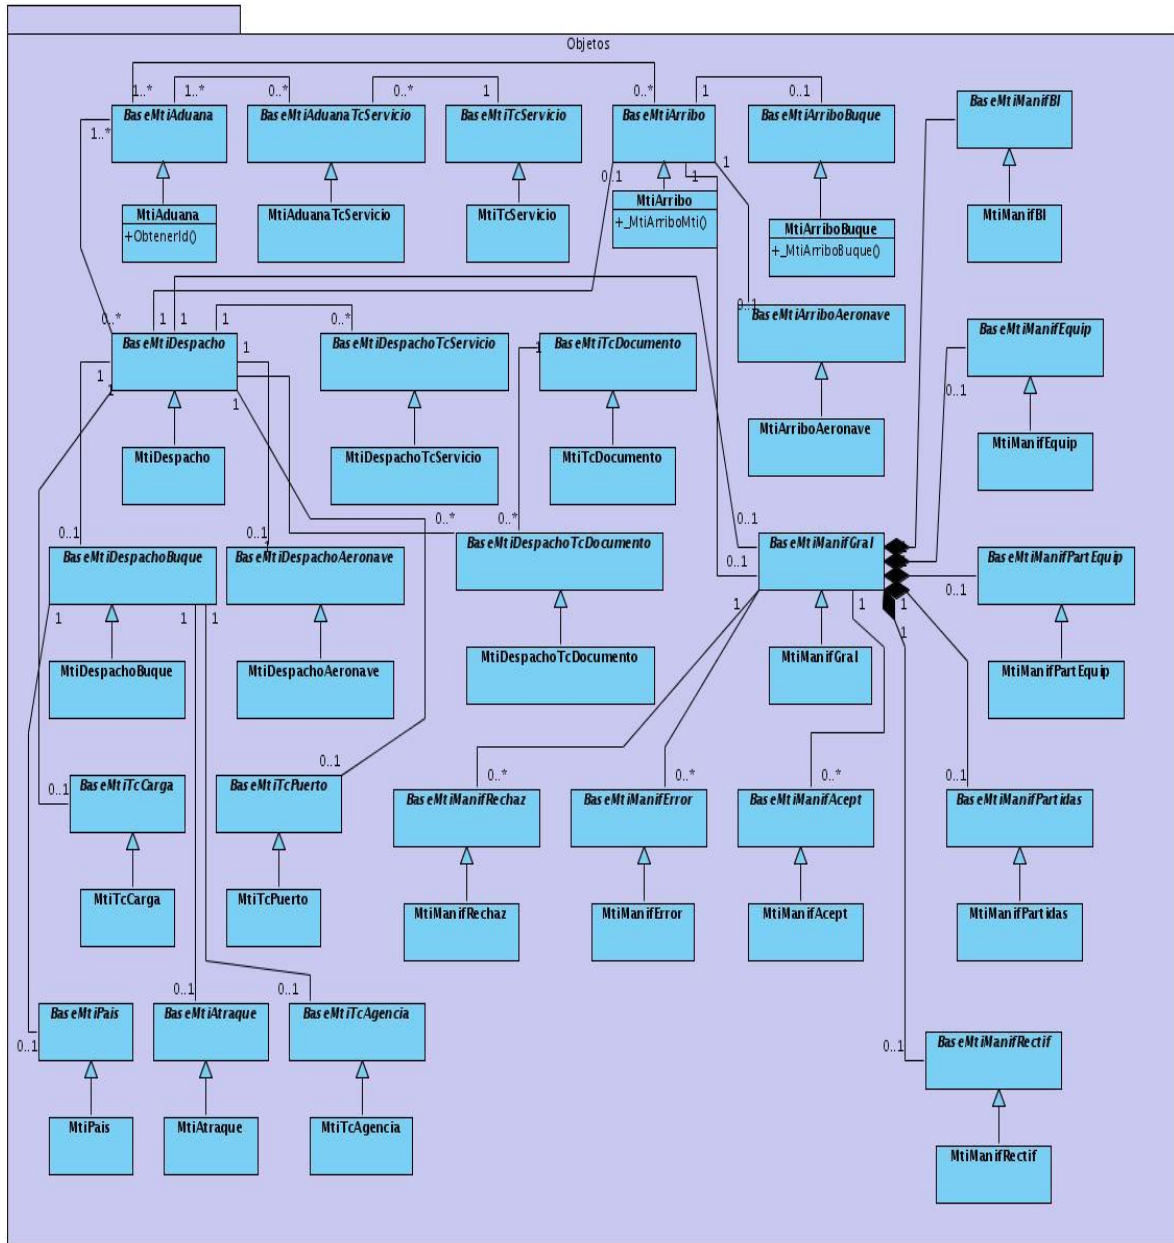 Objetos
1..* 1..* 0..* 0..* 1 0..* 1 0..1
BaseMtiAduana BaseMtiAduanaTcServicio BaseMtiTcServicio BaseMtiArribo BaseMtiArriboBuque BaseMtiManifBl
1..* 0..1 1 1
MtiAduana MtiAduanaTcServicio MtiTcServicio MtiArribo MtiArriboBuque MtiManifBl
+ObtenerId() +_MtiArriboMti() +_MtiArriboBuque()
0..* 1 1 1 0..* 0..1
BaseMtiDespacho BaseMtiDespachoTcServicio BaseMtiTcDocumento BaseMtiArriboAeronave BaseMtiManifEquip
1 1 1 1 1 0..1
MtiDespacho MtiDespachoTcServicio MtiTcDocumento MtiArriboAeronave MtiManifEquip
0..1 0..1 0..* 0..* 0..1
BaseMtiDespachoBuque BaseMtiDespachoAeronave BaseMtiDespachoTcDocumento BaseMtiManifGral BaseMtiManifPartEquip
0..1 0..1
1 1 1 1 1 1 1
MtiDespachoBuque MtiDespachoAeronave MtiDespachoTcDocumento MtiManifGral MtiManifPartEquip
0..1 0..1 0..* 0..* 0..* 0..1
BaseMtiTcCarga BaseMtiTcPuerto BaseMtiManifRechaz BaseMtiManifError BaseMtiManifAcept BaseMtiManifPartidas
MtiTcCarga MtiTcPuerto MtiManifRechaz MtiManifError MtiManifAcept MtiManifPartidas
0..1 0..1
BaseMtiPais BaseMtiAtraque BaseMtiTcAgencia BaseMtiManifRectif
0..1 0..1
MtiPais MtiAtraque MtiTcAgencia MtiManifRectif